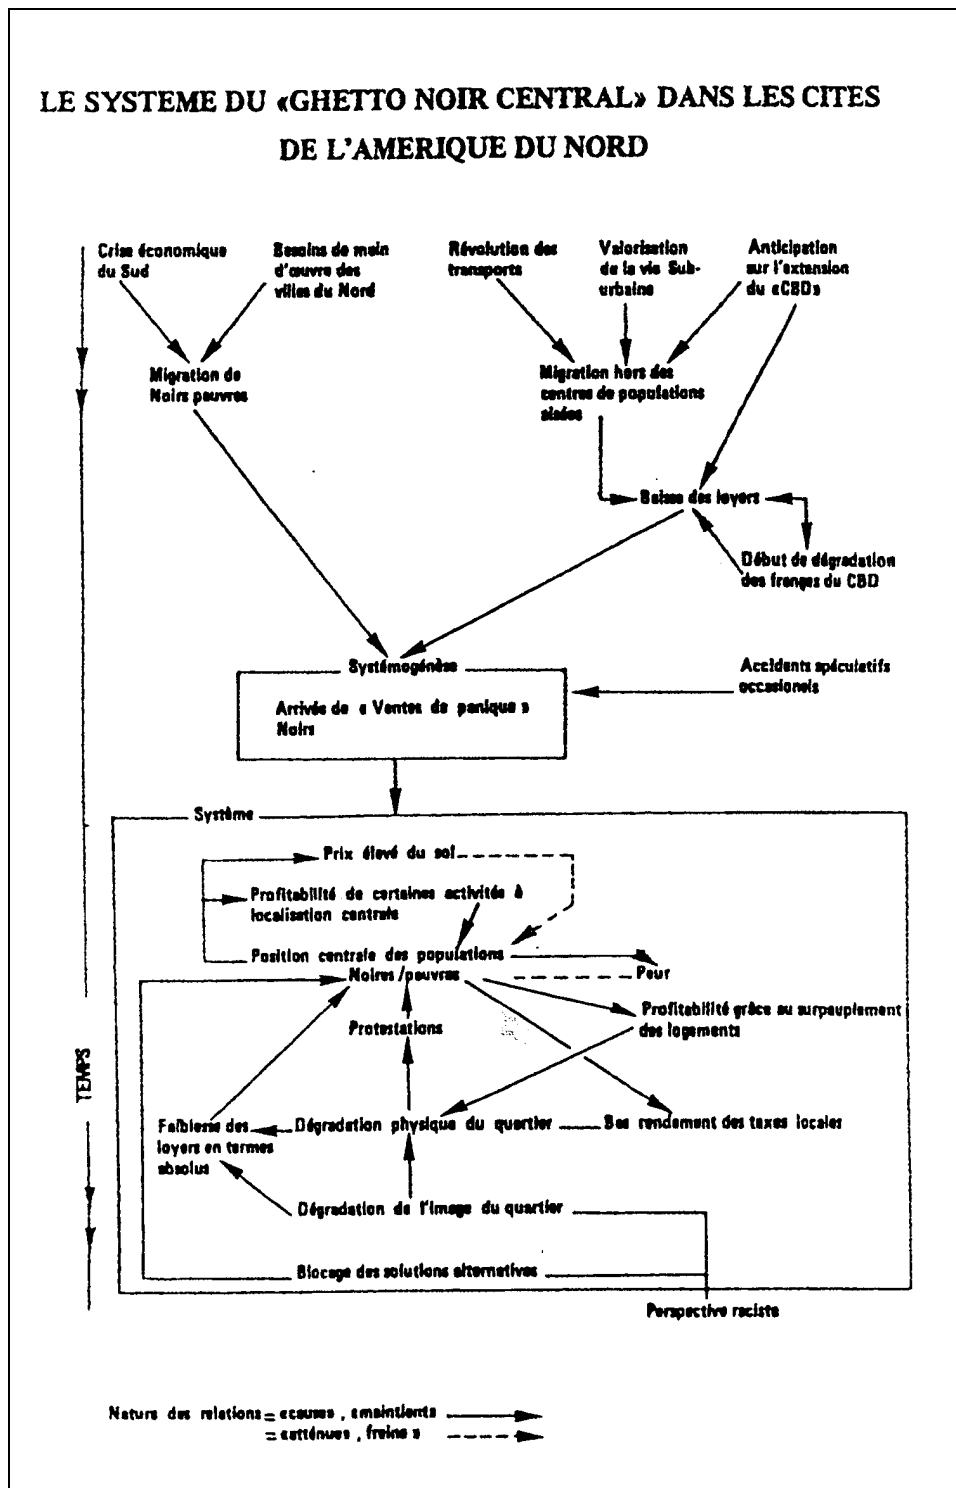 LE SYSTEME DU «GHETTO NOIR CENTRAL» DANS LES CITES
DE L'AMERIQUE DU NORD
Crise économique
du Sud
Besoins de main
d'œuvre des
villes du Nord
Révolution des
transports
Valorisation
de la vie Sub-
urbaine
Anticipation
sur l'extension
du «CBD»
Migration de
Noirs pauvres
Migration hors des
centres de populations
aisées
Baisse des loyers
Début de dégradation
des franges du CBD
Systémogénèse
Accidents spéculatifs
occasionels
Arrivée de « Ventes de panique »
Noirs
Système
Prix élevé du sol
Profitabilité de certaines activités à
localisation centrale
Position centrale des populations
Noires/pauvres
Peur
Profitabilité grâce au surpeuplement
des logements
Protestations
TEMPS
Faiblesse des
loyers en termes
absolus
Dégradation physique du quartier
Bas rendement des taxes locales
Dégradation de l'image du quartier
Blocage des solutions alternatives
Perspective raciste
Nature des relations = «cause», «maintient»
= «atténue», freine»